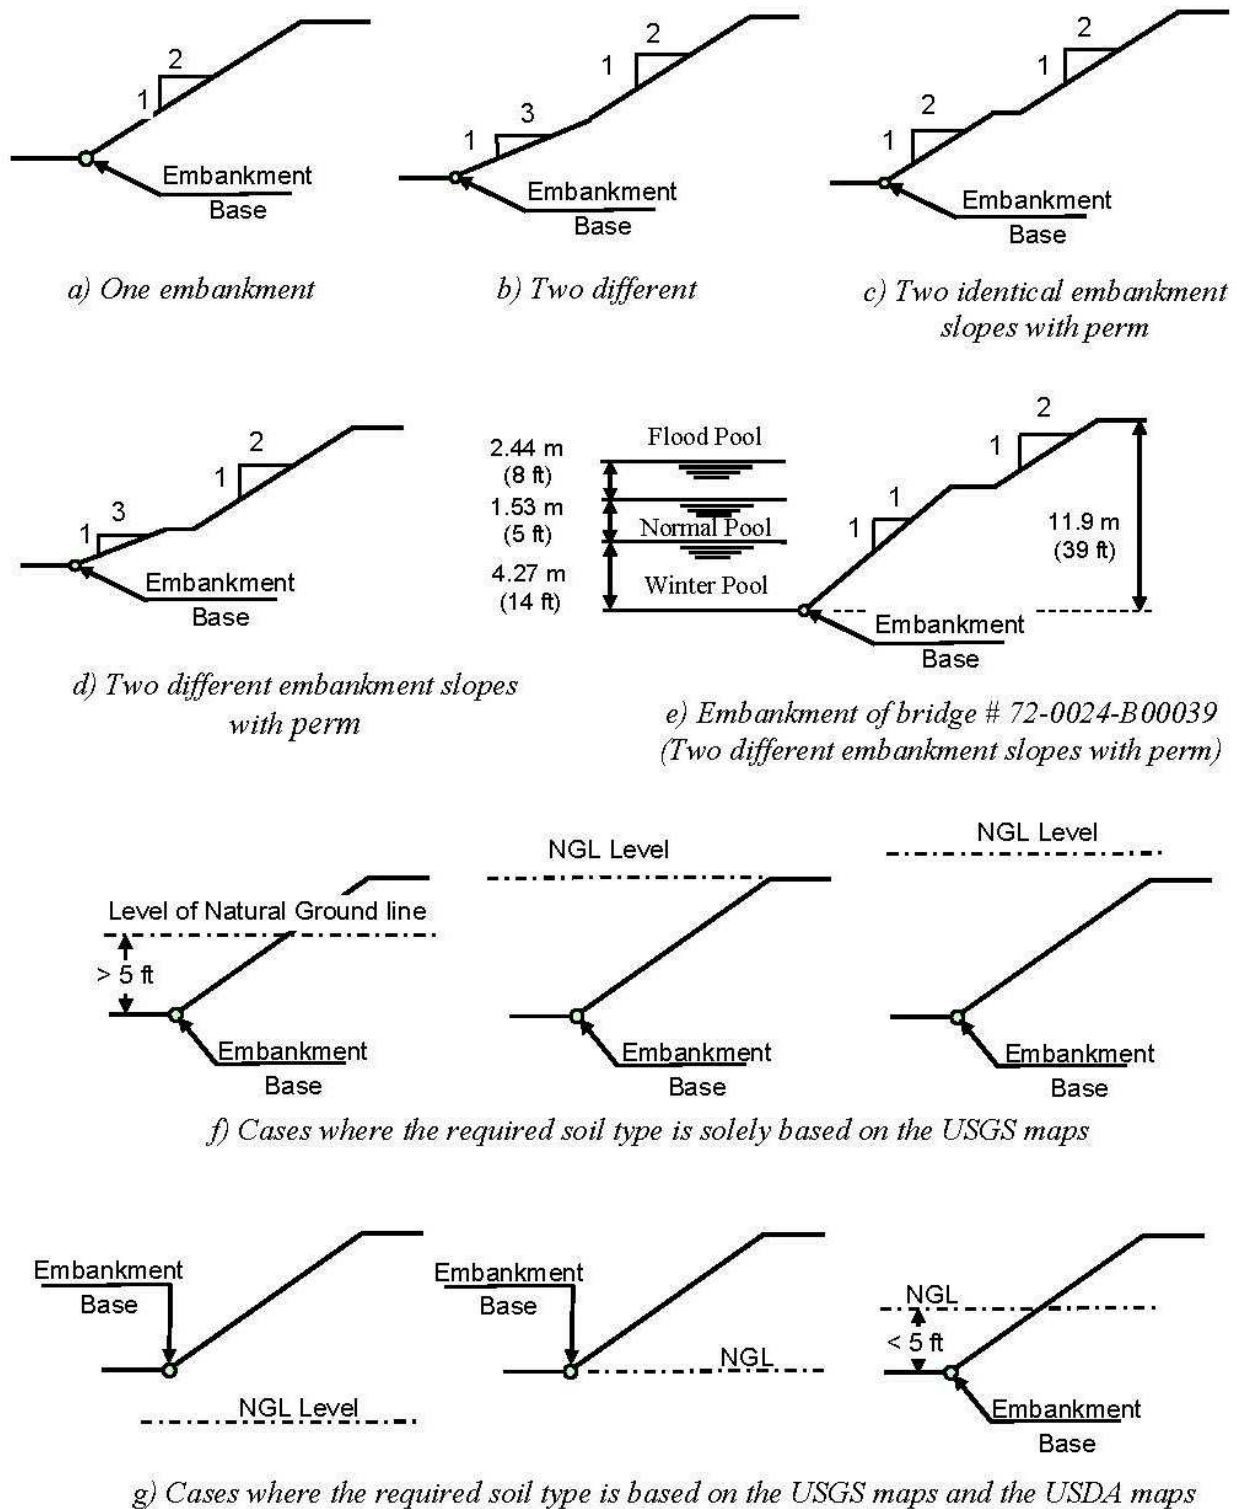 2
1
Embankment
Base
a) One embankment
2
1
3
1
Embankment
Base
b) Two different
2
1
2
1
Embankment
Base
c) Two identical embankment
slopes with perm
2
1
3
1
Embankment
Base
d) Two different embankment slopes
with perm
Flood Pool
2.44 m
(8 ft)
1.53 m
(5 ft)
Normal Pool
4.27 m
(14 ft)
Winter Pool
2
1
1
1
11.9 m
(39 ft)
Embankment
Base
e) Embankment of bridge # 72-0024-B00039
(Two different embankment slopes with perm)
Level of Natural Ground line
> 5 ft
Embankment
Base
NGL Level
Embankment
Base
NGL Level
Embankment
Base
f) Cases where the required soil type is solely based on the USGS maps
Embankment
Base
NGL Level
Embankment
Base
NGL
NGL
< 5 ft
Embankment
Base
g) Cases where the required soil type is based on the USGS maps and the USDA maps